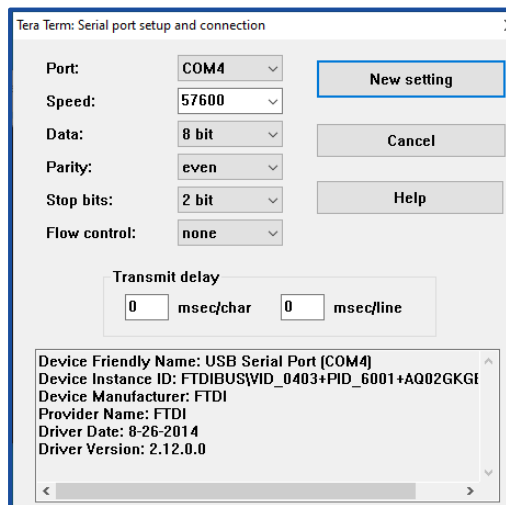 Tera Term: Serial port setup and connection
Port: COM4 New setting
Speed: 57600
Data: 8 bit Cancel
Parity: even
Stop bits: 2 bit Help
Flow control: none
Transmit delay
0 msec/char 0 msec/line
Device Friendly Name: USB Serial Port (COM4)
Device Instance ID: FTDIBUS\VID_0403+PID_6001+AQ02GKGE
Device Manufacturer: FTDI
Provider Name: FTDI
Driver Date: 8-26-2014
Driver Version: 2.12.0.0